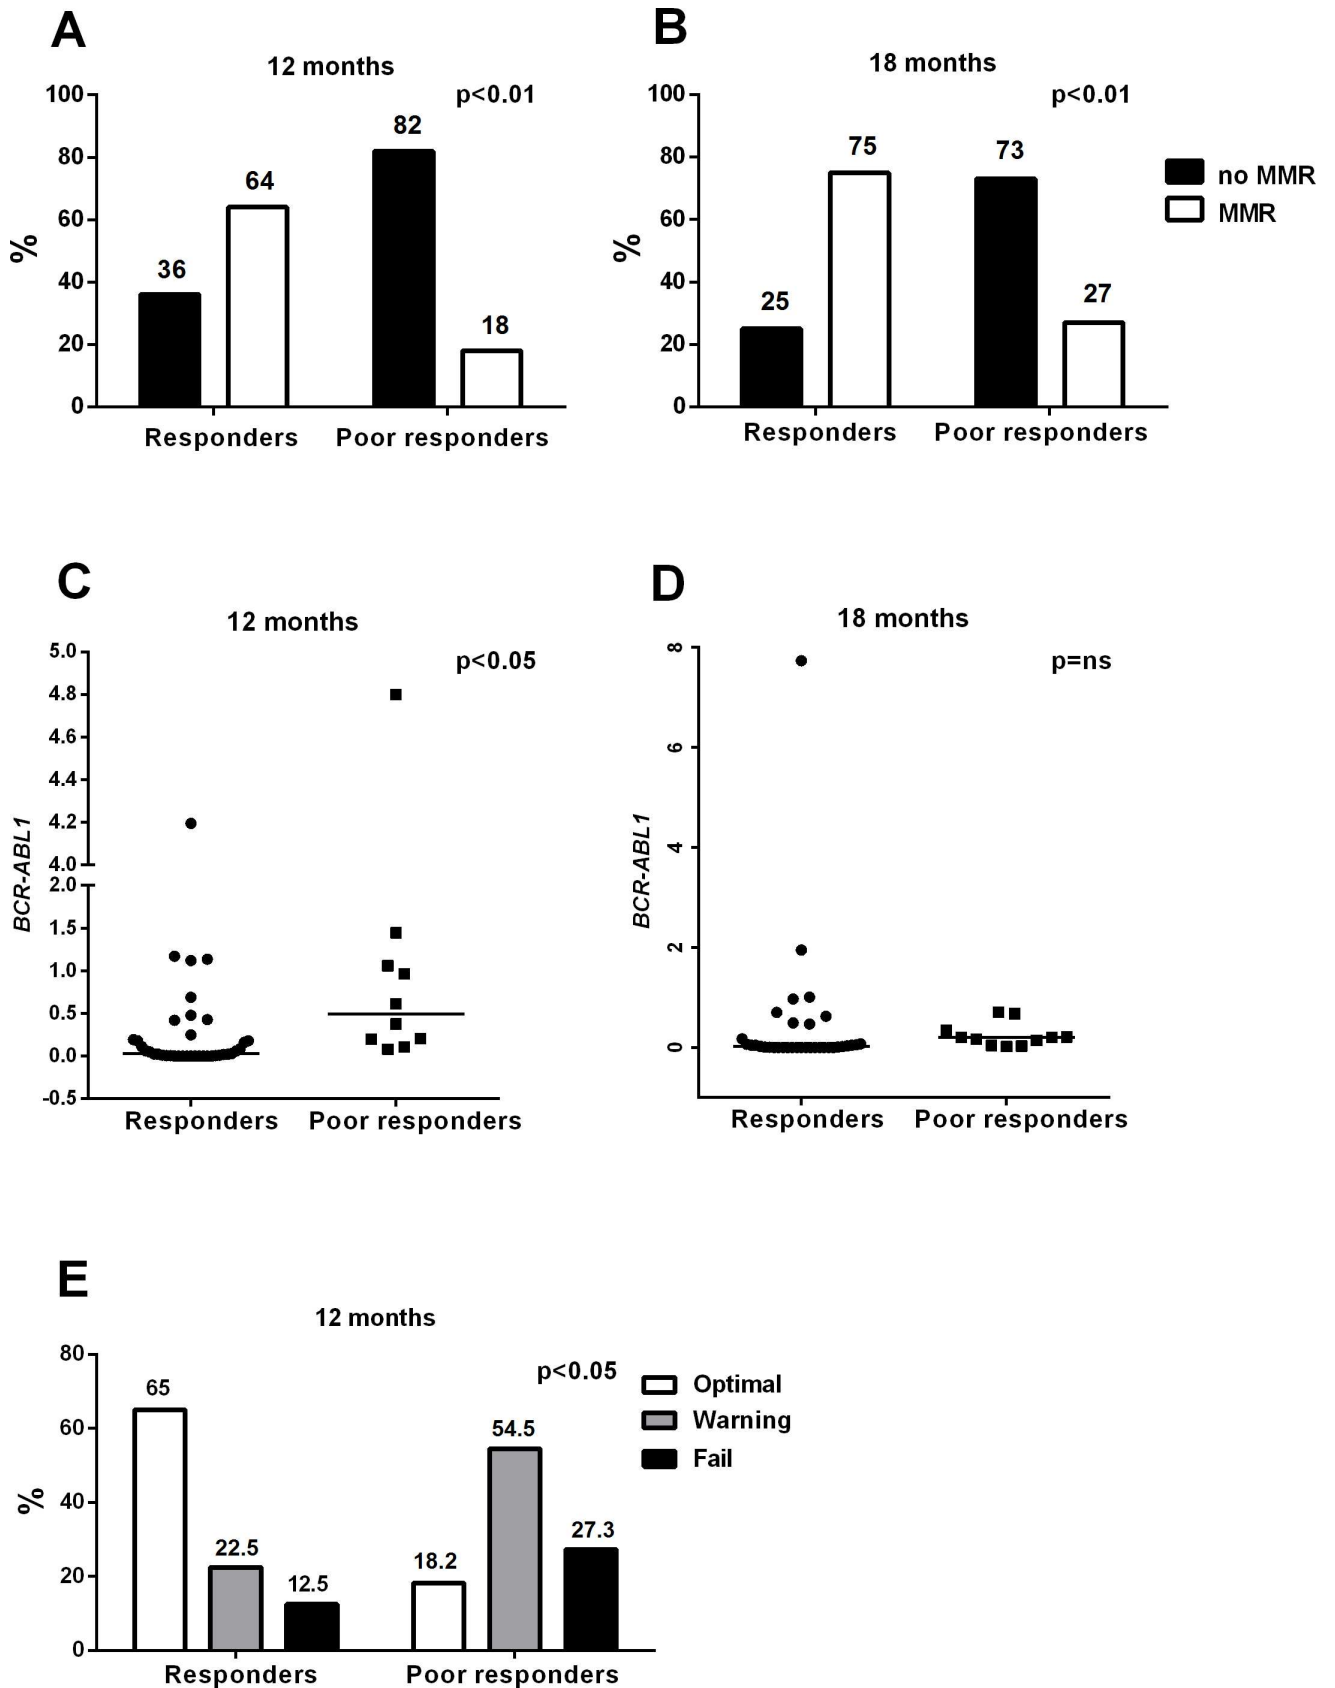 A
12 months
p<0.01
100
80
60
40
20
0
%
36
64
82
18
Responders
Poor responders
B
18 months
p<0.01
100
80
60
40
20
0
%
25
75
73
27
Responders
Poor responders
no MMR
MMR
C
12 months
p<0.05
5.0
4.8
4.6
4.4
4.2
4.0
2.0
1.5
1.0
0.5
0.0
-0.5
BCR-ABL1
Responders
Poor responders
D
18 months
p=ns
8
6
4
2
0
BCR-ABL1
Responders
Poor responders
E
12 months
p<0.05
80
60
40
20
0
%
65
22.5
12.5
18.2
54.5
27.3
Responders
Poor responders
Optimal
Warning
Fail